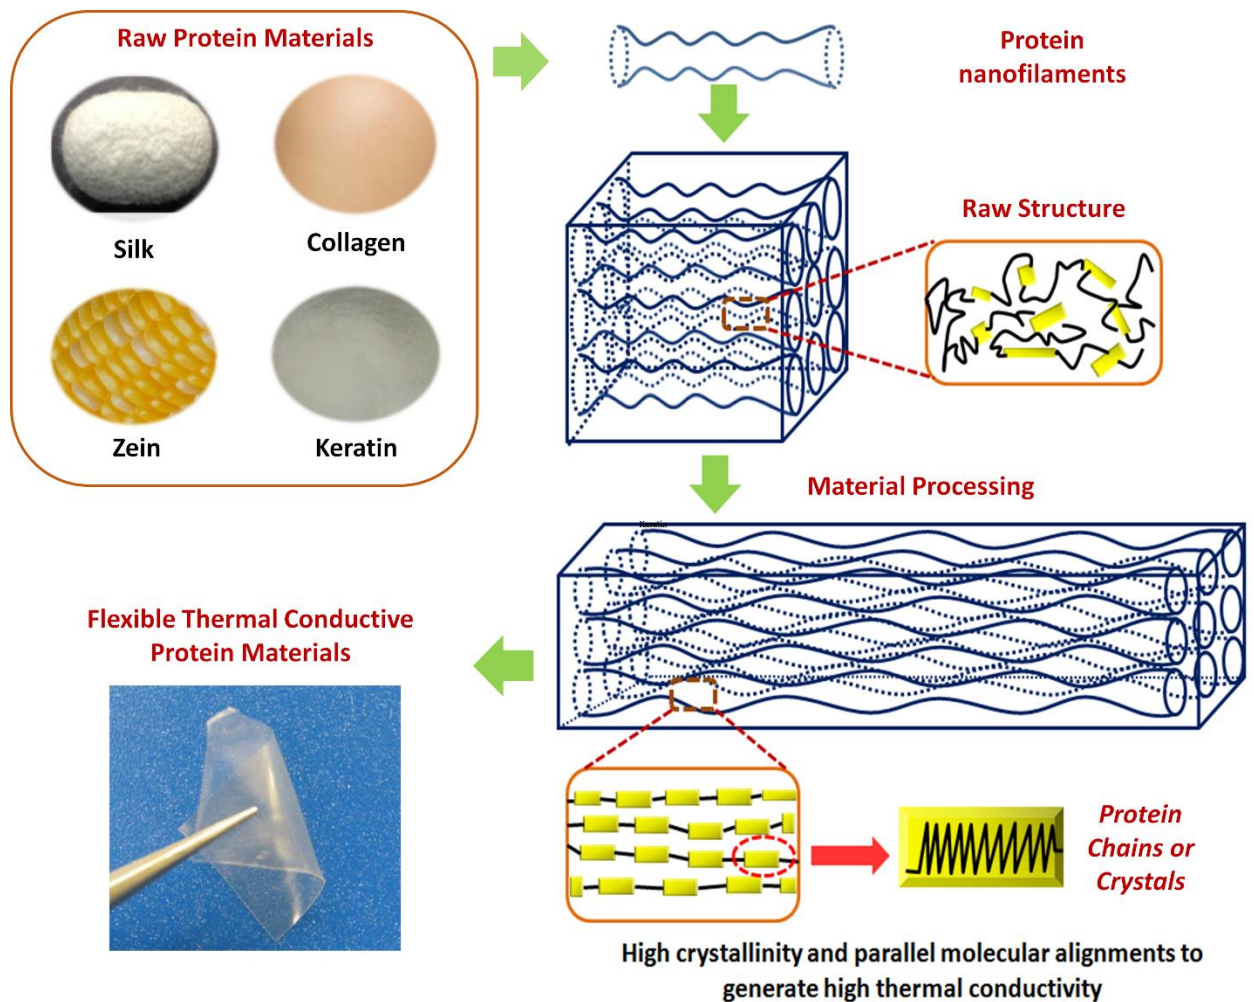 Raw Protein Materials
Silk
Collagen
Zein
Keratin
Protein
nanofilaments
Raw Structure
Material Processing
Keratin
Flexible Thermal Conductive
Protein Materials
Protein
Chains or
Crystals
High crystallinity and parallel molecular alignments to
generate high thermal conductivity